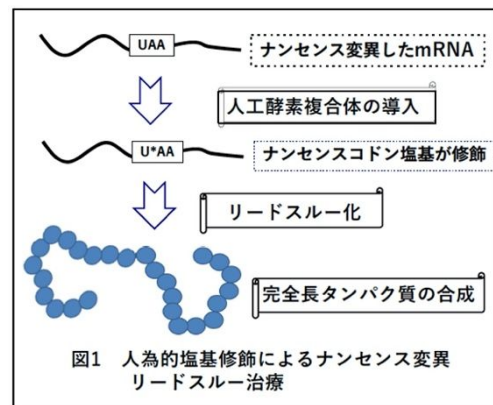 UAA
ナンセンス変異したmRNA
人工酵素複合体の導入
U*AA
ナンセンスコドン塩基が修飾
リードスルー化
完全長タンパク質の合成
図1 人為的塩基修飾によるナンセンス変異
リードスルー治療